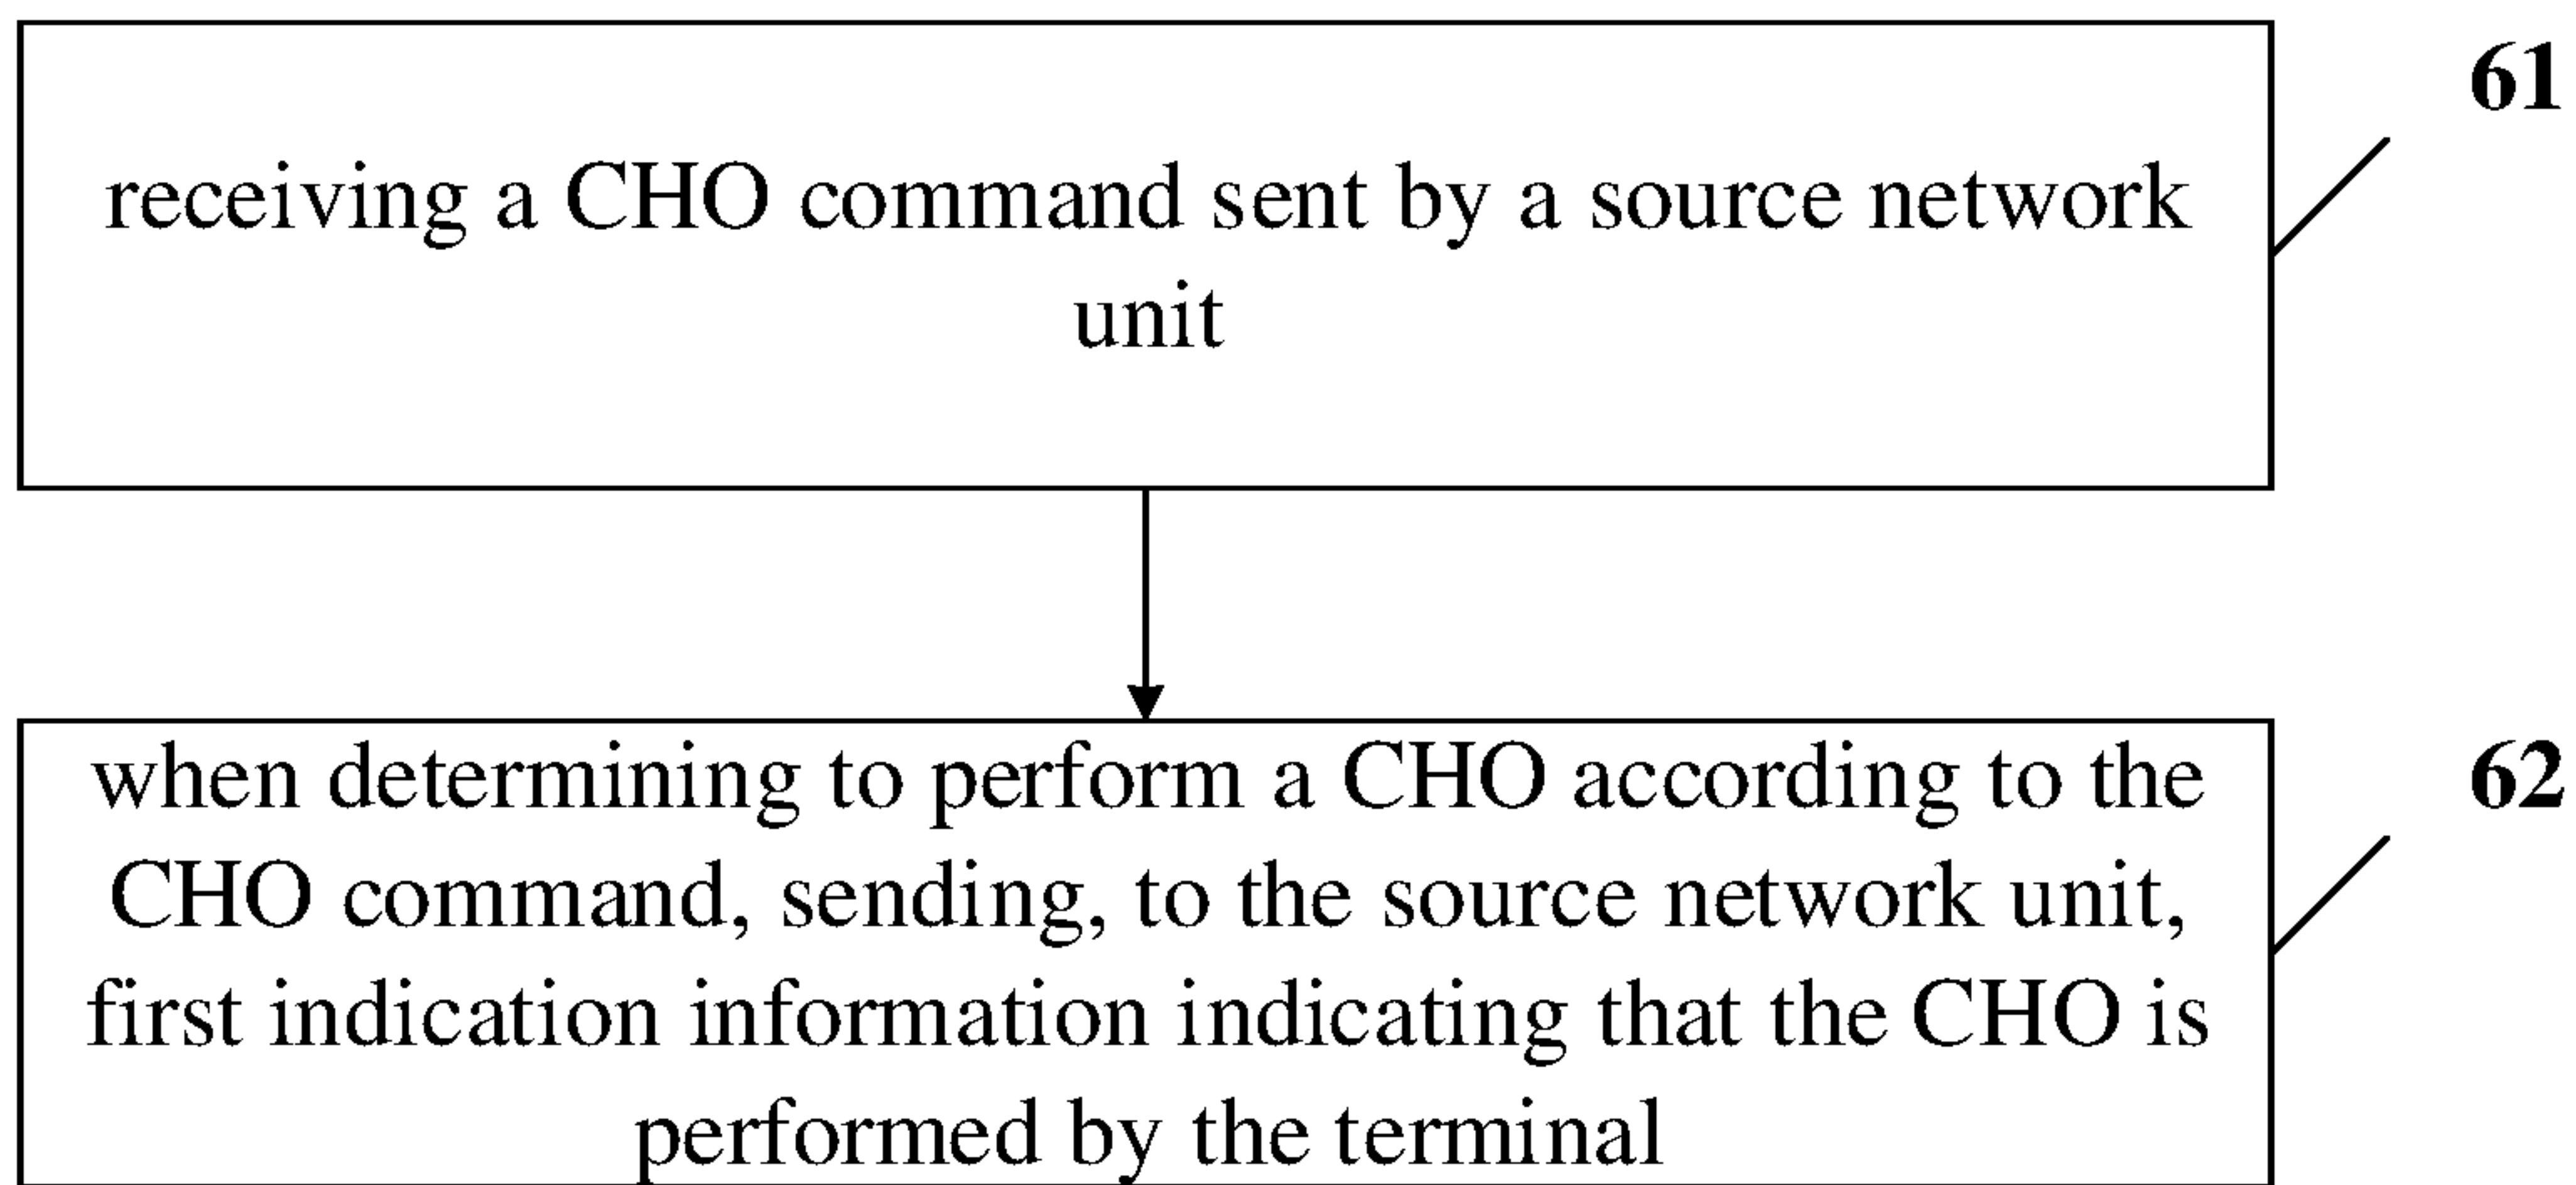 61
receiving a CHO command sent by a source network
unit
62
when determining to perform a CHO according to the
CHO command, sending, to the source network unit,
first indication information indicating that the CHO is
performed by the terminal